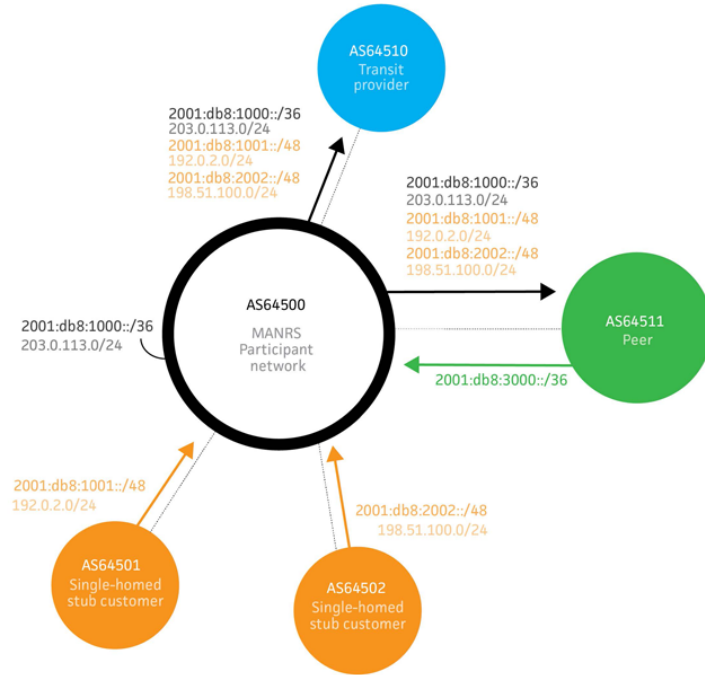 AS64510
Transit
provider
2001:db8:1000::/36
203.0.113.0/24
2001:db8:1001::/48
192.0.2.0/24
2001:db8:2002::/48
198.51.100.0/24
2001:db8:1000::/36
203.0.113.0/24
2001:db8:1001::/48
192.0.2.0/24
2001:db8:2002::/48
198.51.100.0/24
AS64500
MANRS
Participant
network
2001:db8:1000::/36
203.0.113.0/24
AS64511
Peer
2001:db8:3000::/36
2001:db8:1001::/48
192.0.2.0/24
2001:db8:2002::/48
198.51.100.0/24
AS64501
Single-homed
stub customer
AS64502
Single-homed
stub customer